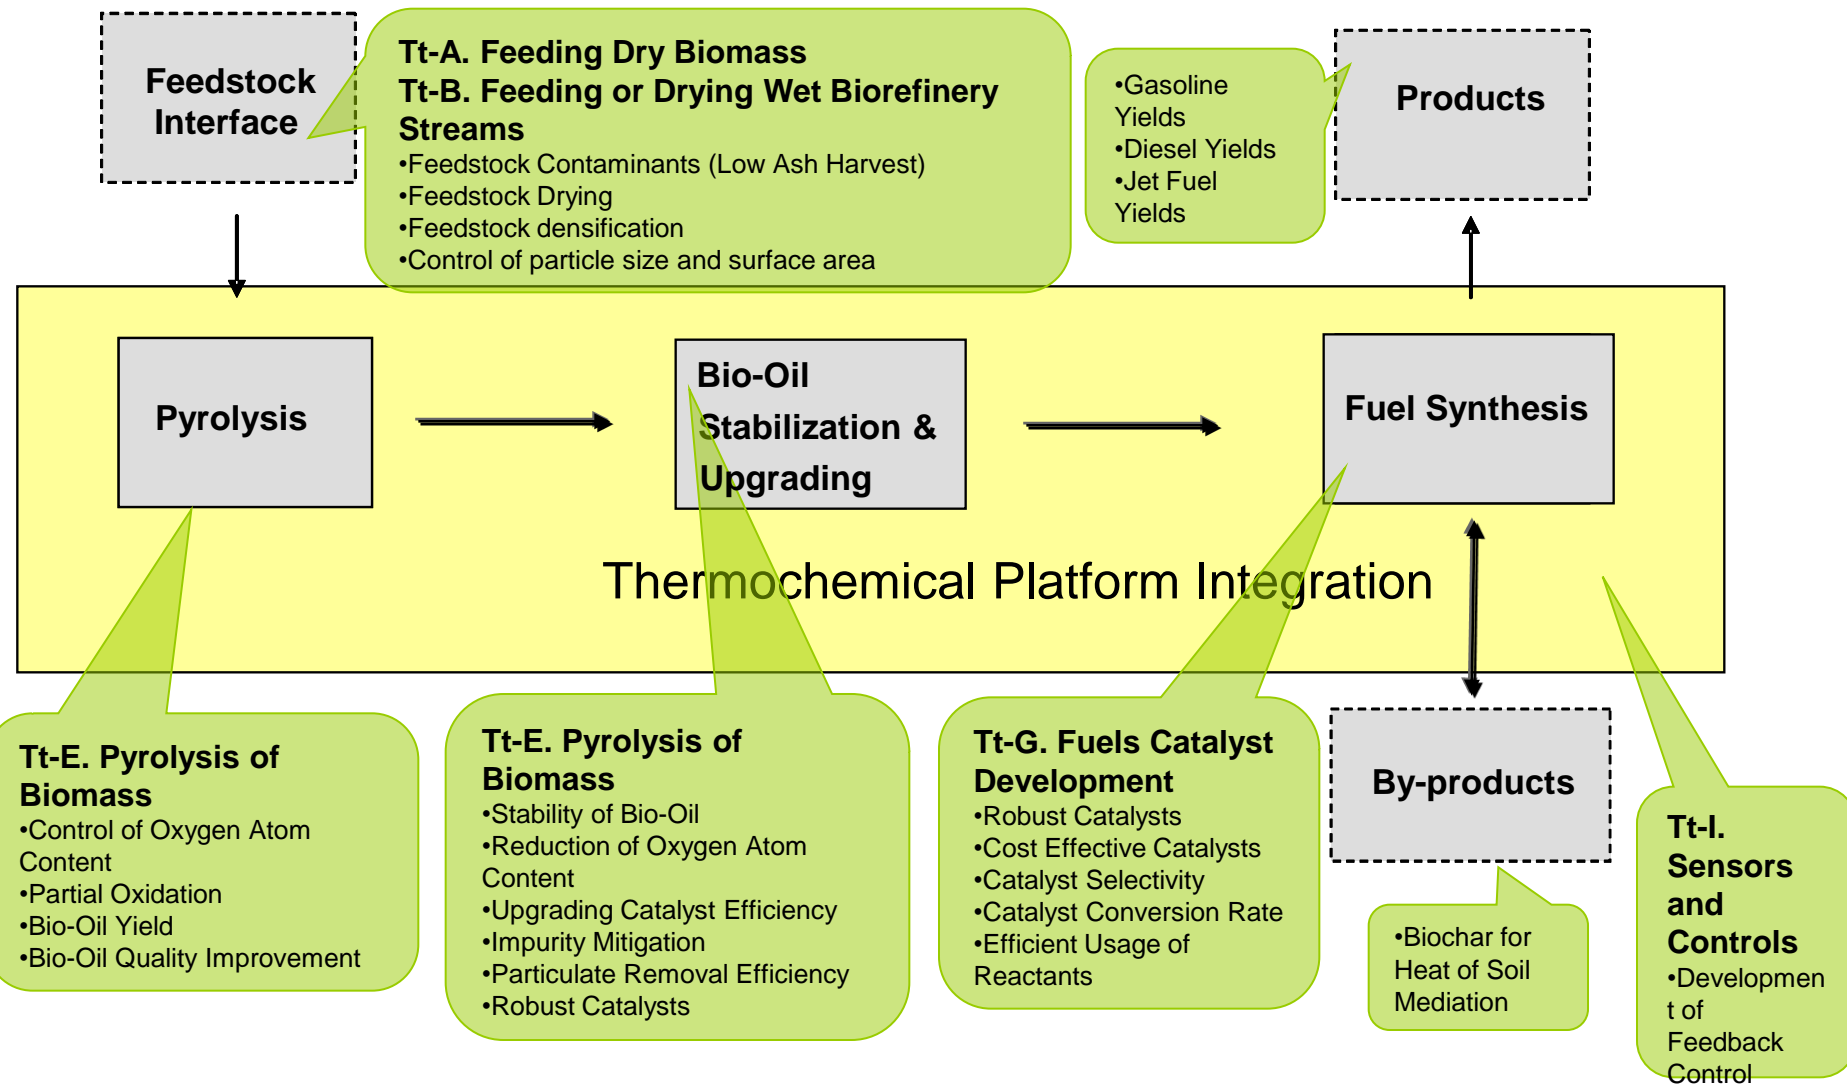 Feedstock
Interface
Tt-A. Feeding Dry Biomass
Tt-B. Feeding or Drying Wet Biorefinery
Streams
•Feedstock Contaminants (Low Ash Harvest)
•Feedstock Drying
•Feedstock densification
•Control of particle size and surface area
•Gasoline
Yields
•Diesel Yields
•Jet Fuel
Yields
Products
Pyrolysis
Bio-Oil
Stabilization &
Upgrading
Fuel Synthesis
Thermochemical Platform Integration
Tt-E. Pyrolysis of
Biomass
•Control of Oxygen Atom
Content
•Partial Oxidation
•Bio-Oil Yield
•Bio-Oil Quality Improvement
Tt-E. Pyrolysis of
Biomass
•Stability of Bio-Oil
•Reduction of Oxygen Atom
Content
•Upgrading Catalyst Efficiency
•Impurity Mitigation
•Particulate Removal Efficiency
•Robust Catalysts
Tt-G. Fuels Catalyst
Development
•Robust Catalysts
•Cost Effective Catalysts
•Catalyst Selectivity
•Catalyst Conversion Rate
•Efficient Usage of
Reactants
By-products
•Biochar for
Heat of Soil
Mediation
Tt-I.
Sensors
and
Controls
•Developmen
t of
Feedback
Control